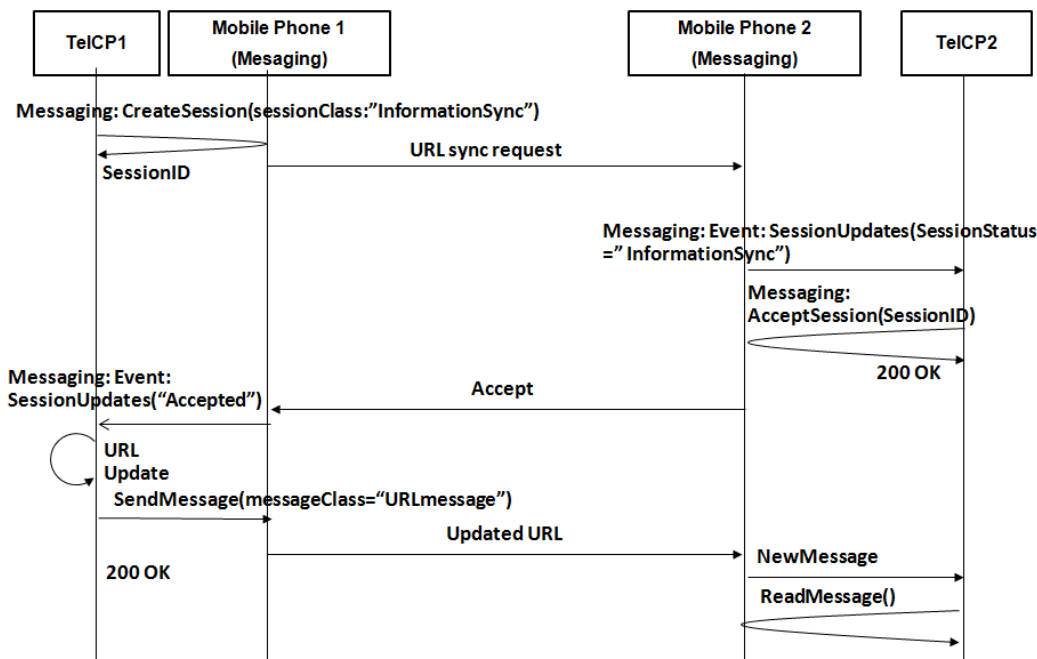 TelCP1
Mobile Phone 1
(Mesaging)
Mobile Phone 2
(Messaging)
TelCP2
Messaging: CreateSession(sessionClass:”InformationSync”)
SessionID
URL sync request
Messaging: Event: SessionUpdates(SessionStatus
=” InformationSync”)
Messaging:
AcceptSession(SessionID)
200 OK
Messaging: Event:
SessionUpdates(“Accepted”)
Accept
URL
Update
SendMessage(messageClass=“URLmessage”)
Updated URL
200 OK
NewMessage
ReadMessage()